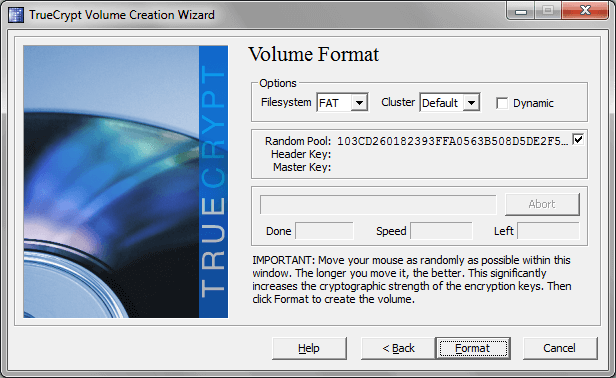 TrueCrypt Volume Creation Wizard
TRUECRYPT
Volume Format
Options
Filesystem FAT Cluster Default Dynamic
Random Pool: 103CD260182393FFA0563B508D5DE2F5...
Header Key:
Master Key:
Abort
Done Speed Left
IMPORTANT: Move your mouse as randomly as possible within this
window. The longer you move it, the better. This significantly
increases the cryptographic strength of the encryption keys. Then
click Format to create the volume.
Help < Back Format Cancel